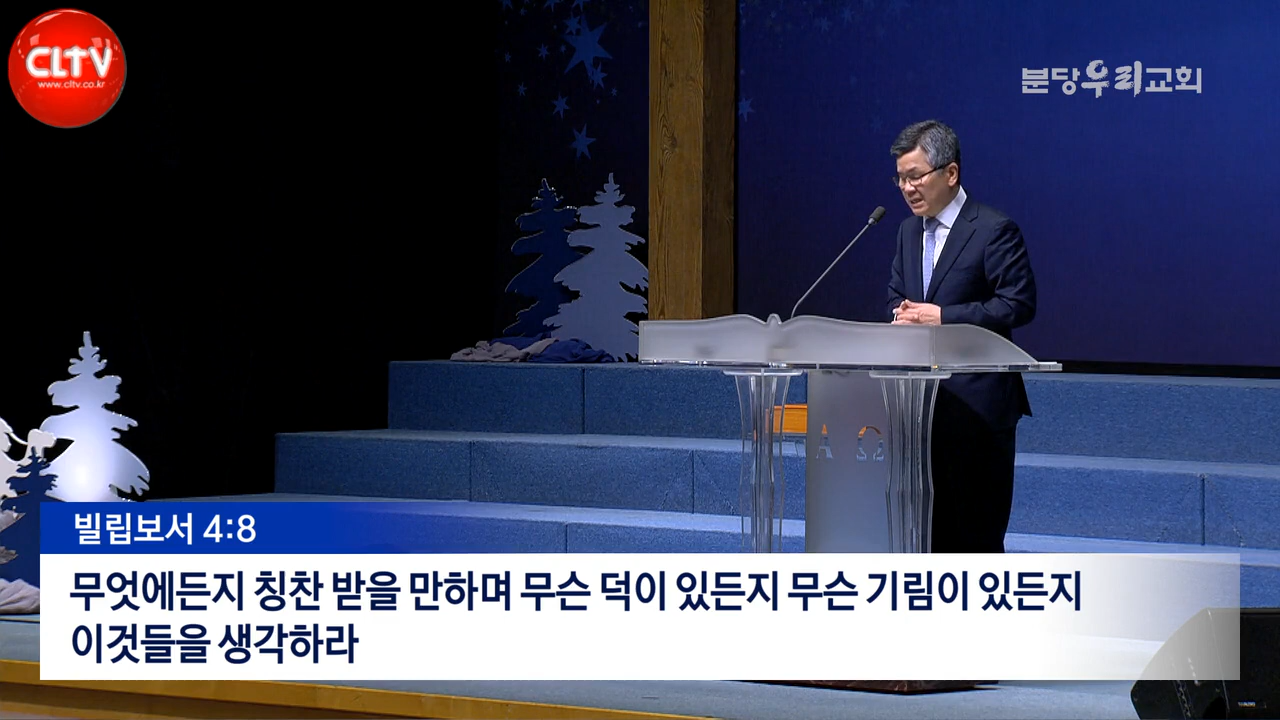 CLTV
www.cltv.co.kr
분당우리교회
Α Ω
빌립보서 4:8
무엇에든지 칭찬 받을 만하며 무슨 덕이 있든지 무슨 기림이 있든지
이것들을 생각하라